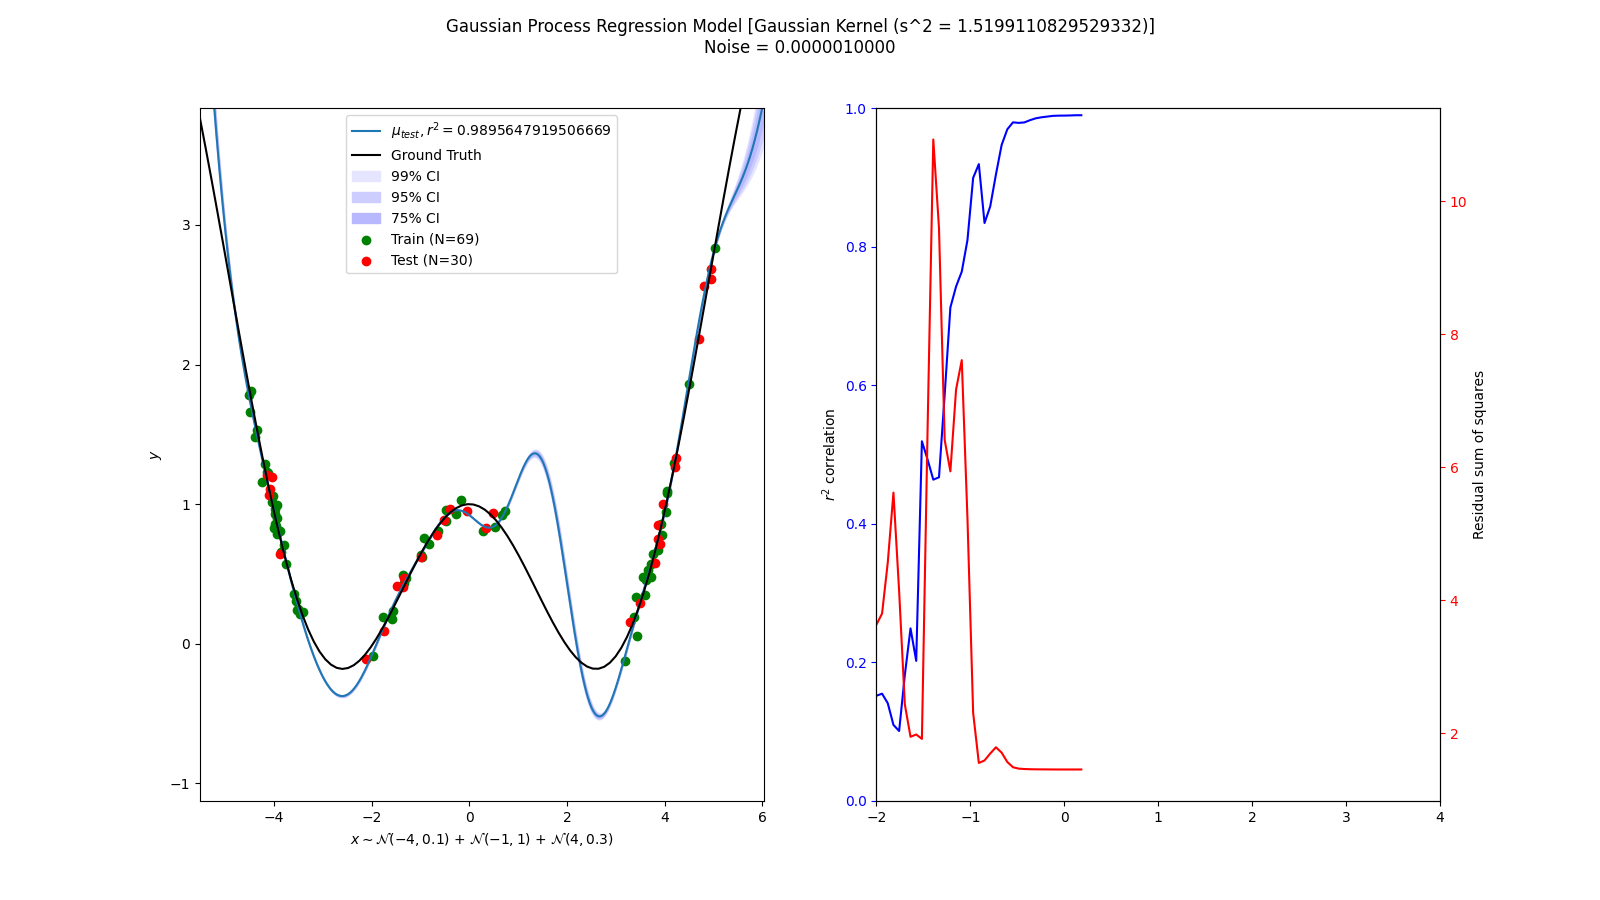 Gaussian Process Regression Model [Gaussian Kernel (s^2 = 1.5199110829529332)]
Noise = 0.0000010000
μ_test, r² = 0.9895647919506669
Ground Truth
99% CI
95% CI
75% CI
Train (N=69)
Test (N=30)
3
2
1
0
−1
y
−4 −2 0 2 4 6
x ~ 𝒩(−4, 0.1) + 𝒩(−1, 1) + 𝒩(4, 0.3)
1.0
0.8
0.6
0.4
0.2
0.0
r² correlation
−2 −1 0 1 2 3 4
10
8
6
4
2
Residual sum of squares